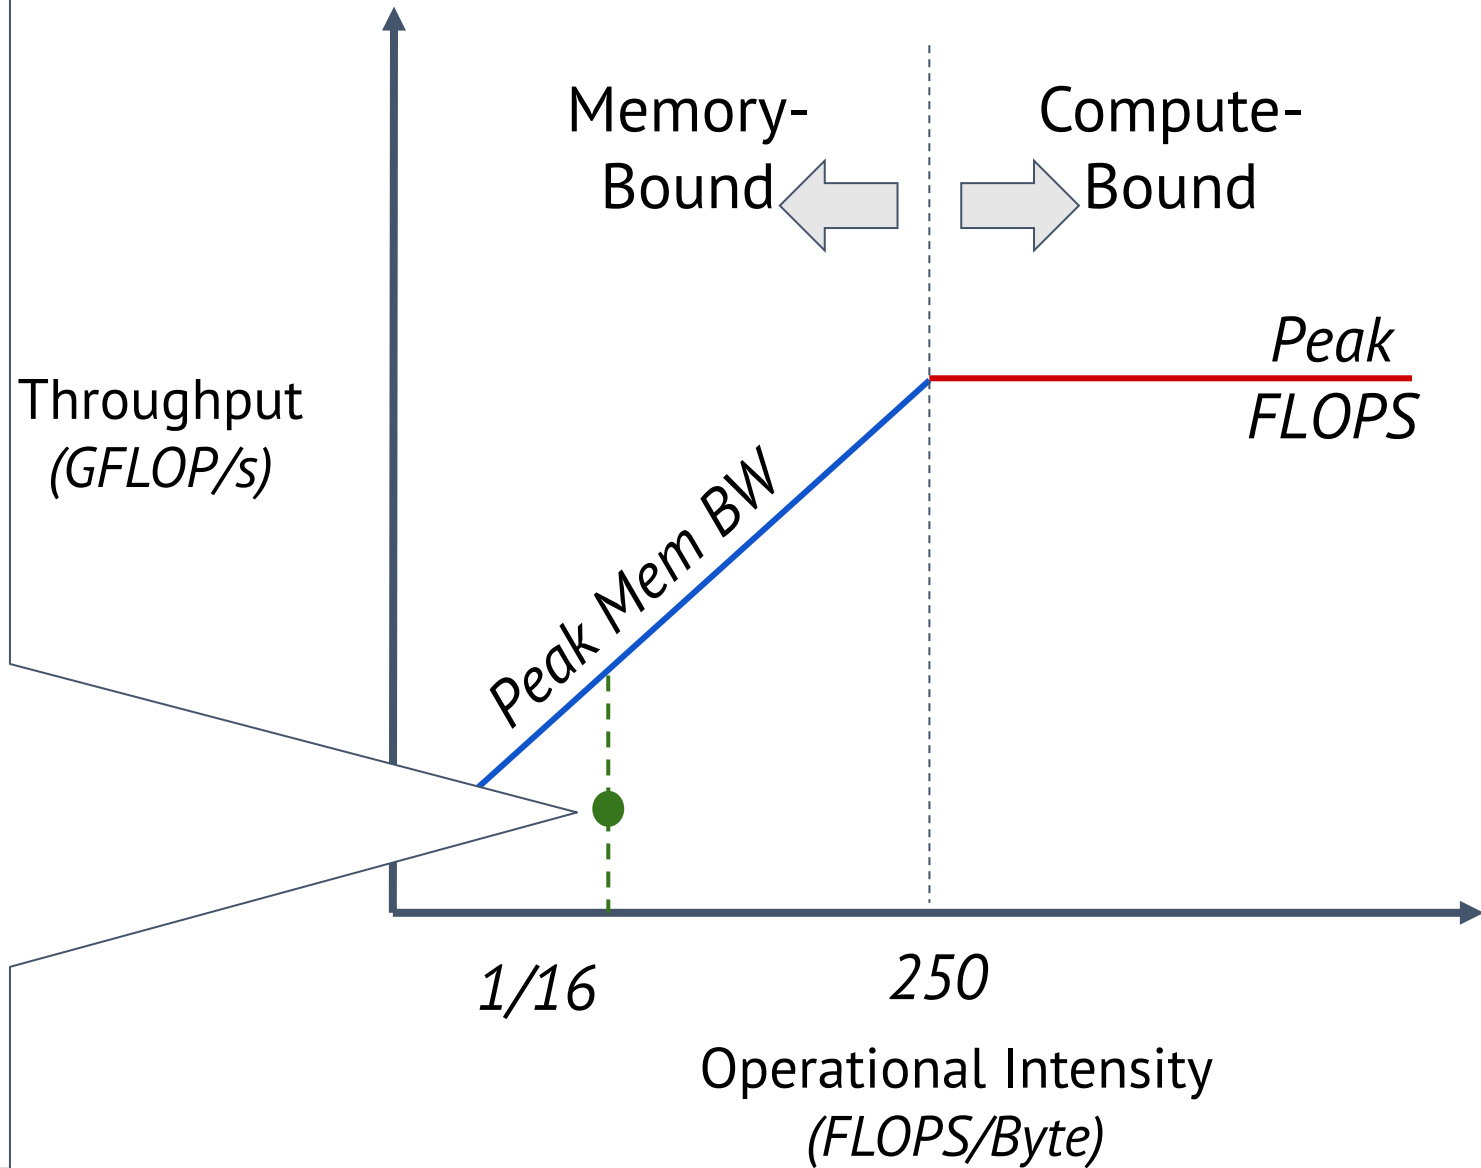 Memory-
Bound
Compute-
Bound
Peak
FLOPS
Throughput
(GFLOP/s)
Peak Mem BW
1/16
250
Operational Intensity
(FLOPS/Byte)